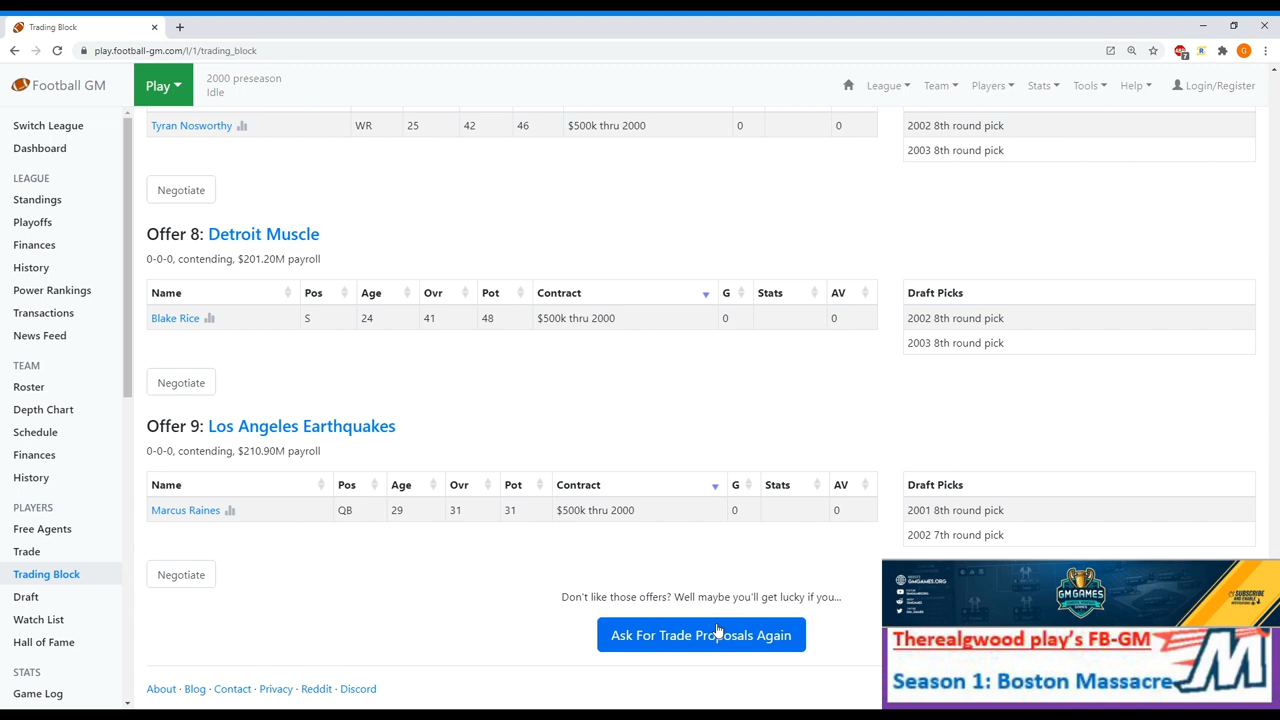 Trading Block
play.football-gm.com/l/1/trading_block
Football GM
Play
2000 preseason
Idle
League
Team
Players
Stats
Tools
Help
Login/Register
Switch League
Dashboard
LEAGUE
Standings
Playoffs
Finances
History
Power Rankings
Transactions
News Feed
TEAM
Roster
Depth Chart
Schedule
Finances
History
PLAYERS
Free Agents
Trade
Trading Block
Draft
Watch List
Hall of Fame
STATS
Game Log
Tyran Nosworthy WR 25 42 46 $500k thru 2000 0 0
2002 8th round pick
2003 8th round pick
Negotiate
Offer 8: Detroit Muscle
0-0-0, contending, $201.20M payroll
Name Pos Age Ovr Pot Contract G Stats AV
Blake Rice S 24 41 48 $500k thru 2000 0 0
Draft Picks
2002 8th round pick
2003 8th round pick
Negotiate
Offer 9: Los Angeles Earthquakes
0-0-0, contending, $210.90M payroll
Name Pos Age Ovr Pot Contract G Stats AV
Marcus Raines QB 29 31 31 $500k thru 2000 0 0
Draft Picks
2001 8th round pick
2002 7th round pick
Negotiate
Don't like those offers? Well maybe you'll get lucky if you...
Ask For Trade Proposals Again
About · Blog · Contact · Privacy · Reddit · Discord
GMGAMES.ORG
GM GAMES
SUBSCRIBE
Therealgwood play's FB-GM
Season 1: Boston Massacre